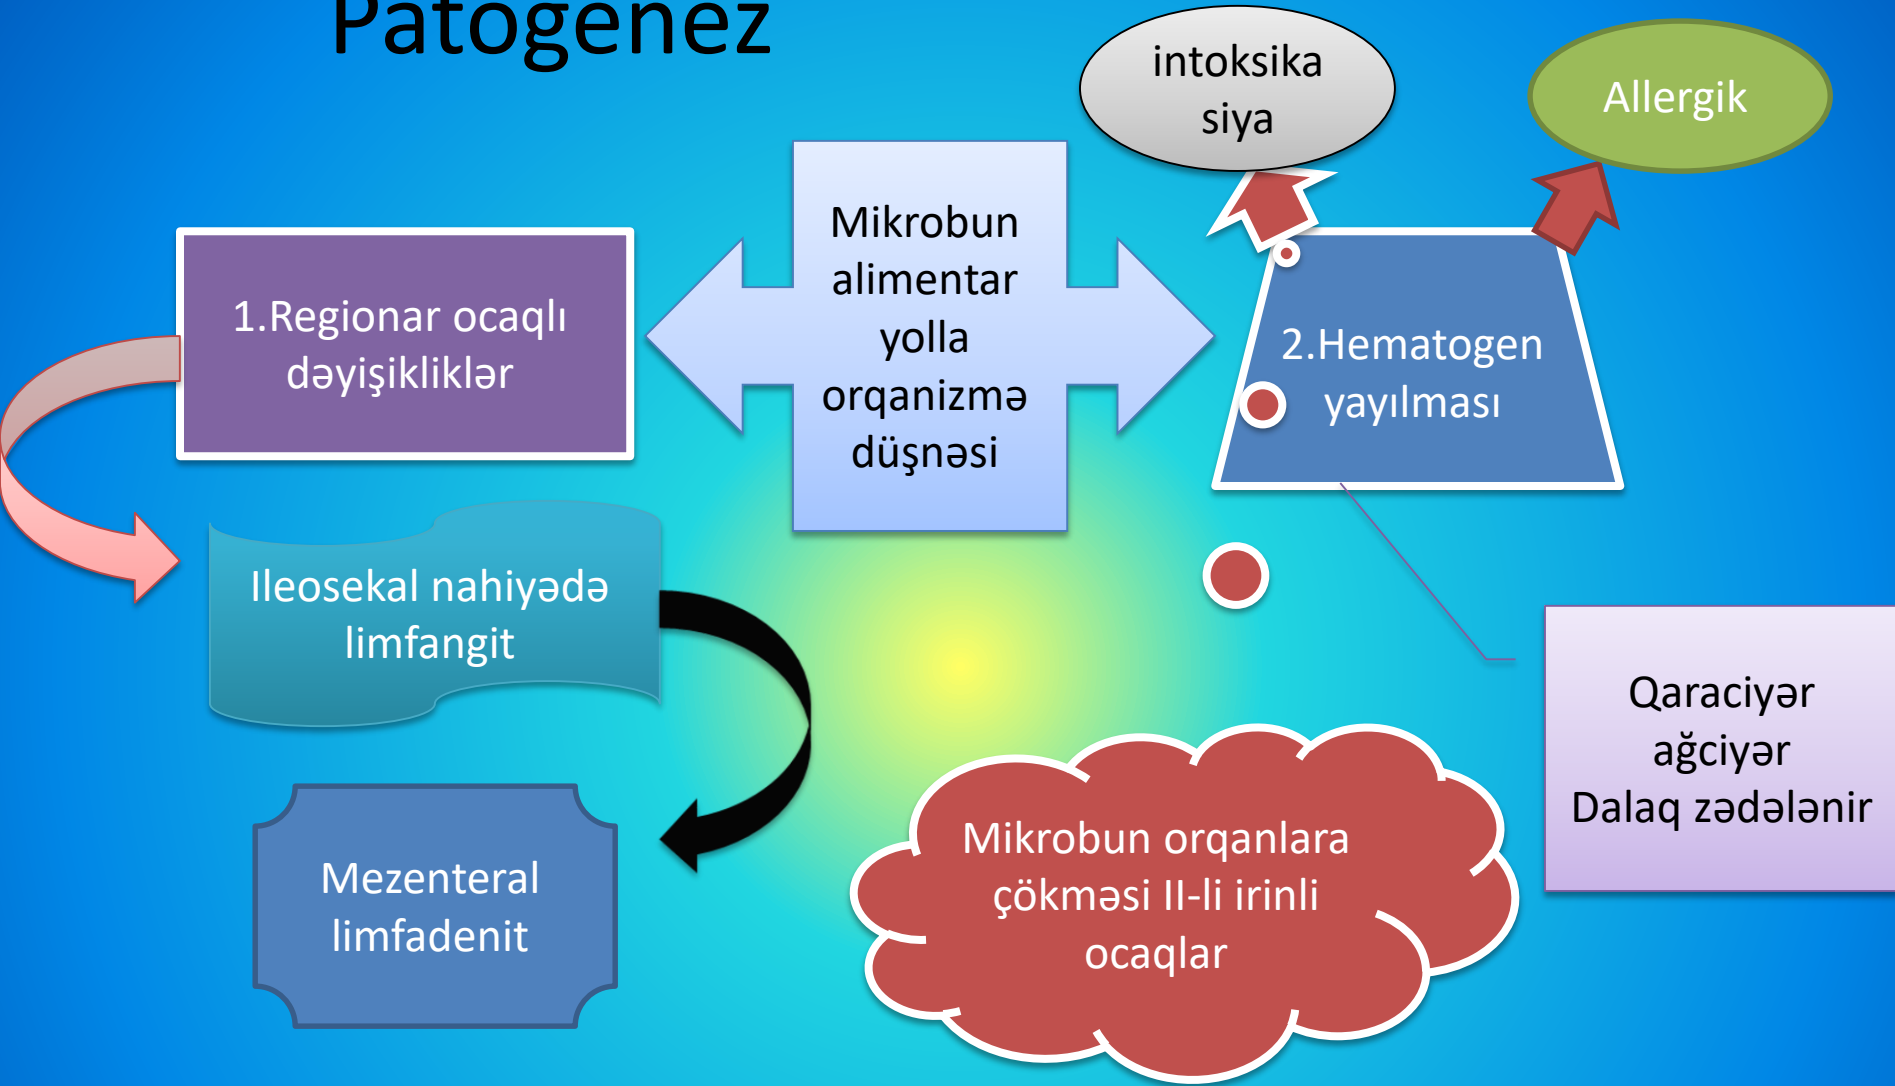 Patogenez
intoksika
siya
Allergik
Mikrobun
alimentar
yolla
orqanizmə
düşnəsi
1.Regionar ocaqlı
dəyişikliklər
2.Hematogen
yayılması
Ileosekal nahiyədə
limfangit
Qaraciyər
ağciyər
Dalaq zədələnir
Mezenteral
limfadenit
Mikrobun orqanlara
çökməsi II-li irinli
ocaqlar